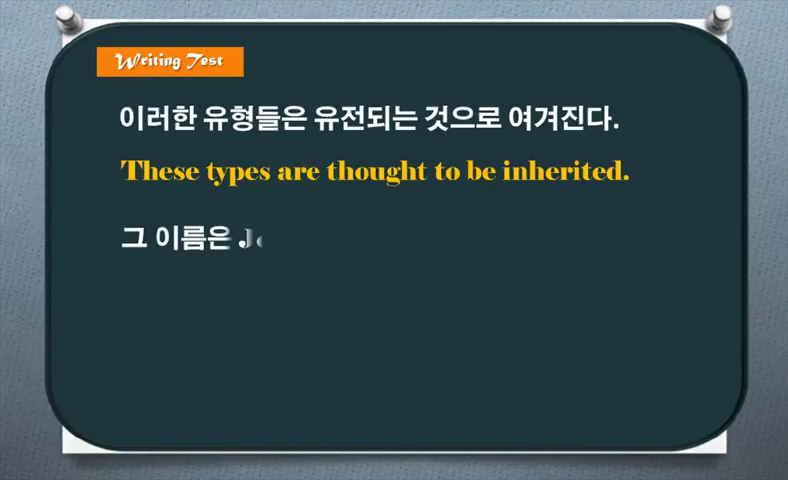 Writing Test
이러한 유형들은 유전되는 것으로 여겨진다.
These types are thought to be inherited.
그 이름은